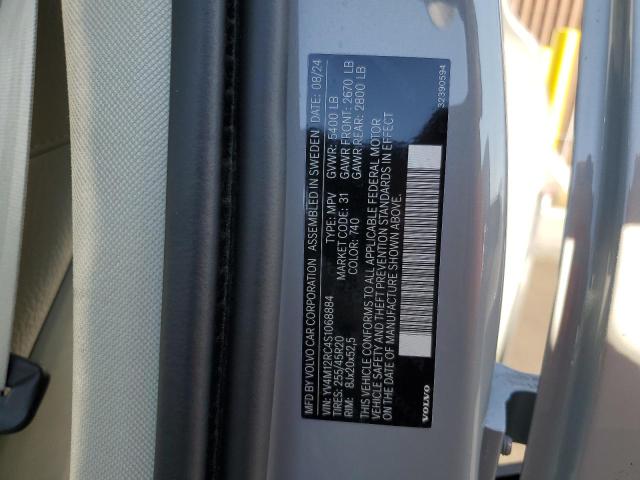 MFD BY VOLVO CAR CORPORATION ASSEMBLED IN SWEDEN DATE: 08/24
VIN: YV4M12RC4S1068884 TYPE: MPV GVWR: 5400 LB
TIRES: 255/45R20 MARKET CODE: 31 GAWR FRONT: 2670 LB
RIM: 8Jx20x52,5 COLOR: 740 GAWR REAR: 2800 LB
THIS VEHICLE CONFORMS TO ALL APPLICABLE FEDERAL MOTOR
VEHICLE SAFETY AND THEFT PREVENTION STANDARDS IN EFFECT
ON THE DATE OF MANUFACTURE SHOWN ABOVE.
VOLVO 32390594